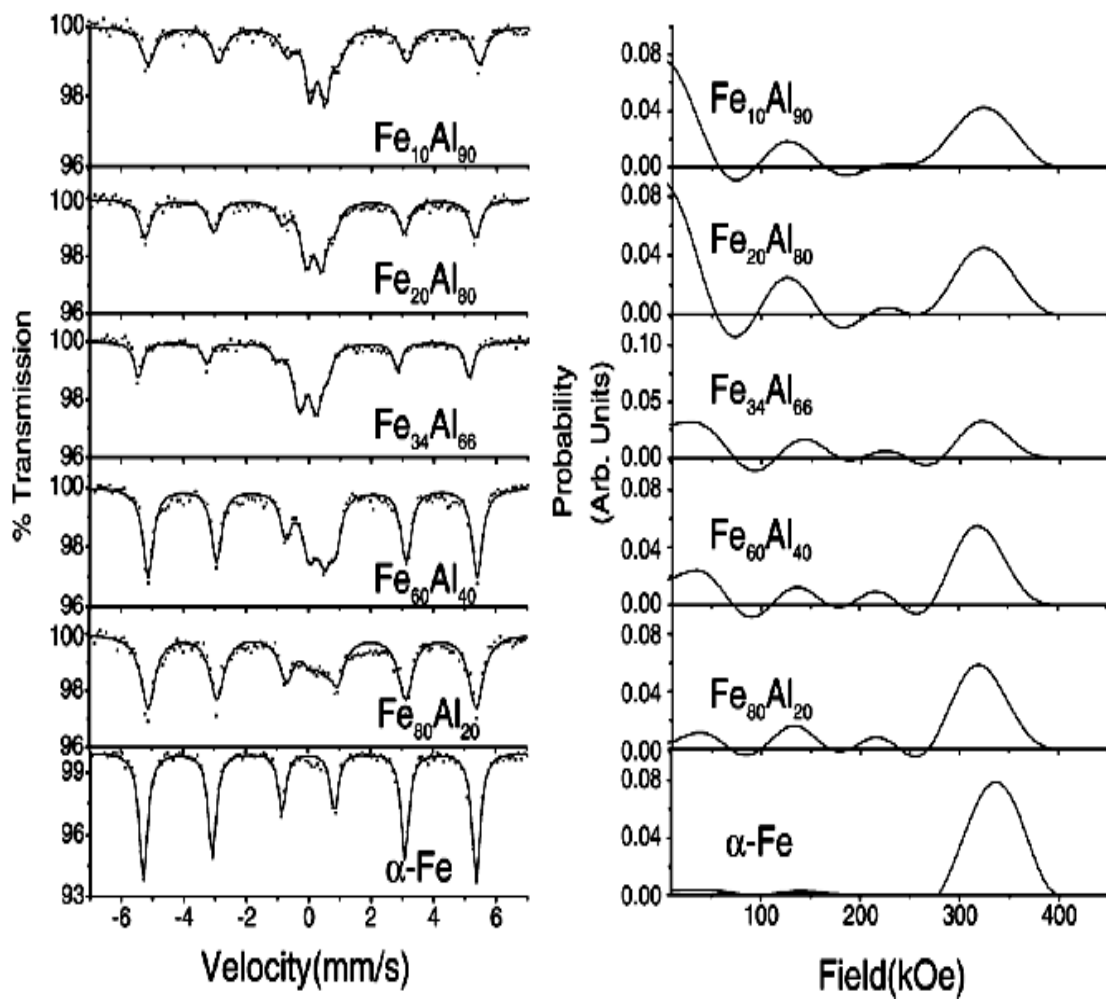 % Transmission
100
98
96
Fe₁₀Al₉₀
100
98
96
Fe₂₀Al₈₀
100
98
96
Fe₃₄Al₆₆
100
98
96
Fe₆₀Al₄₀
100
98
96
Fe₈₀Al₂₀
99
96
93
α-Fe
-6 -4 -2 0 2 4 6
Velocity(mm/s)
Probability
(Arb. Units)
0.08
0.04
0.00
Fe₁₀Al₉₀
0.08
0.04
0.00
Fe₂₀Al₈₀
0.10
0.05
0.00
Fe₃₄Al₆₆
0.08
0.04
0.00
Fe₆₀Al₄₀
0.08
0.04
0.00
Fe₈₀Al₂₀
0.08
0.04
0.00
α-Fe
100 200 300 400
Field(kOe)